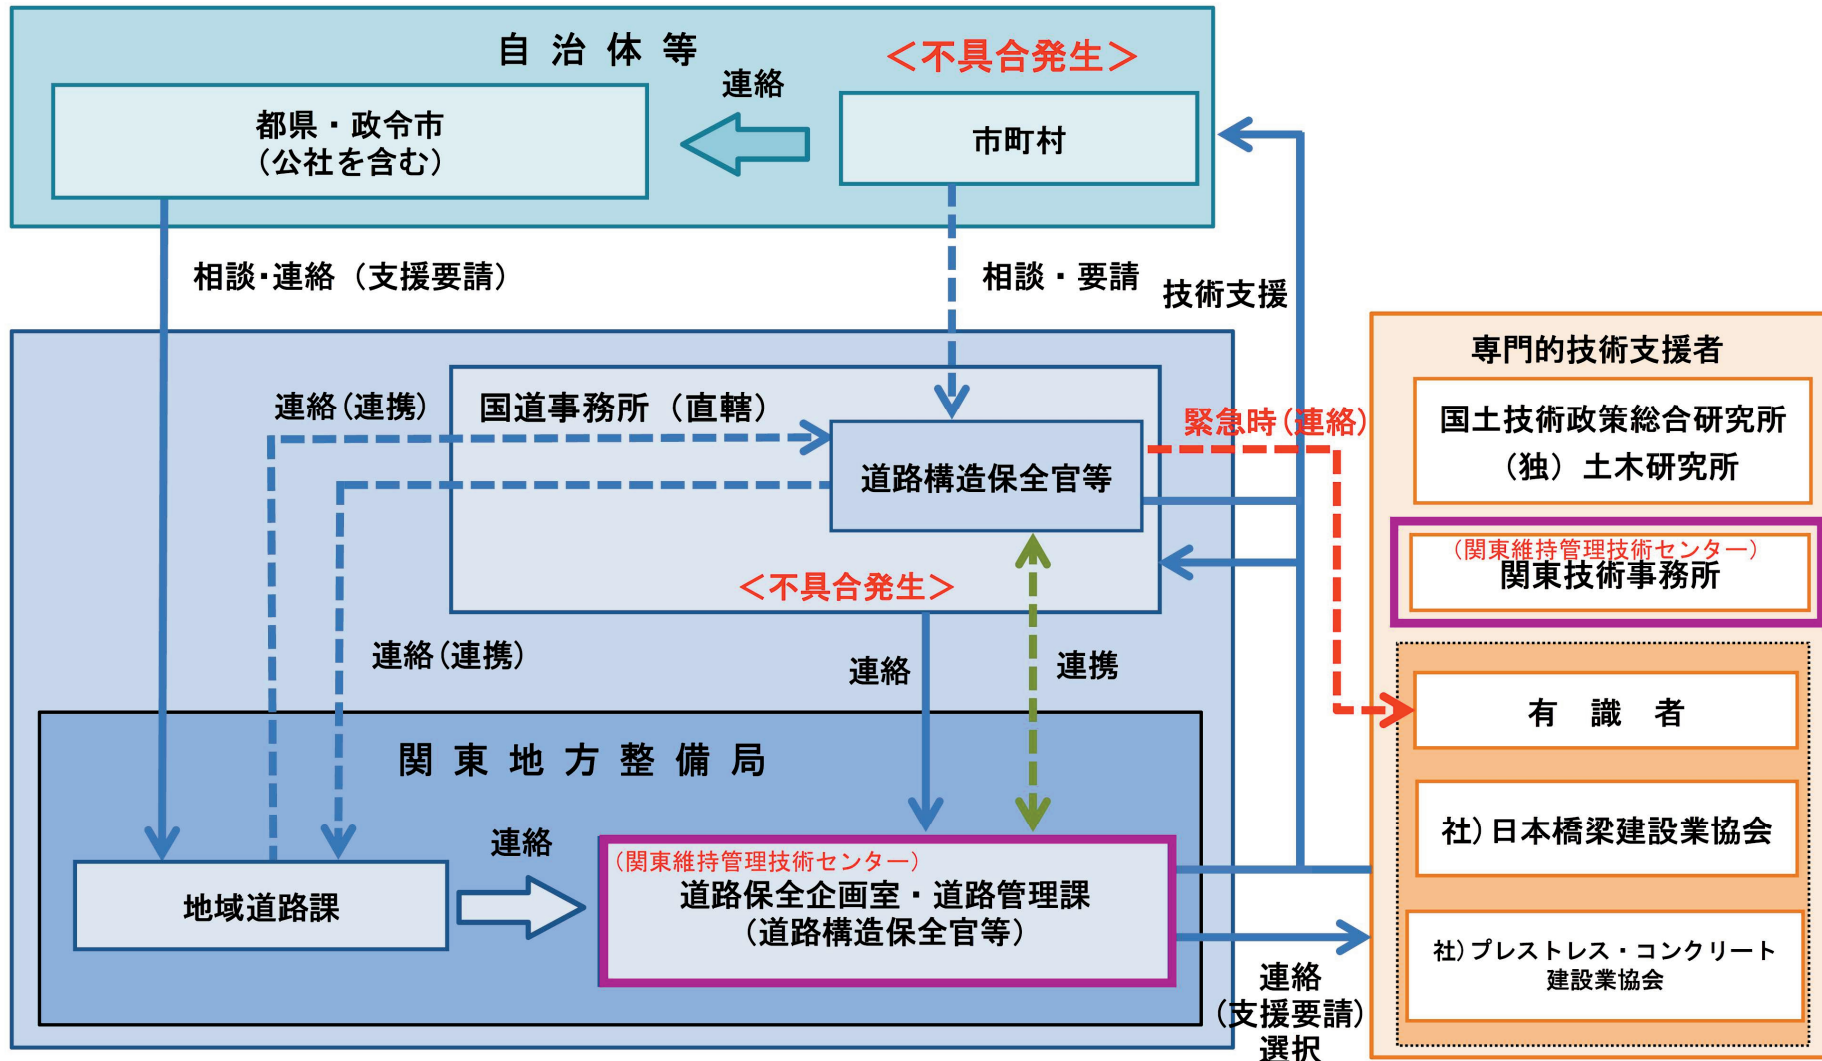 自治体等
＜不具合発生＞
連絡
都県・政令市
（公社を含む）
市町村
相談・連絡（支援要請）
相談・要請
技術支援
専門的技術支援者
国土技術政策総合研究所
（独）土木研究所
（関東維持管理技術センター）
関東技術事務所
有識者
社）日本橋梁建設業協会
社）プレストレス・コンクリート
建設業協会
連絡（連携）
国道事務所（直轄）
緊急時（連絡）
道路構造保全官等
＜不具合発生＞
連絡（連携）
連絡
連携
関東地方整備局
連絡
地域道路課
（関東維持管理技術センター）
道路保全企画室・道路管理課
（道路構造保全官等）
連絡
（支援要請）
選択